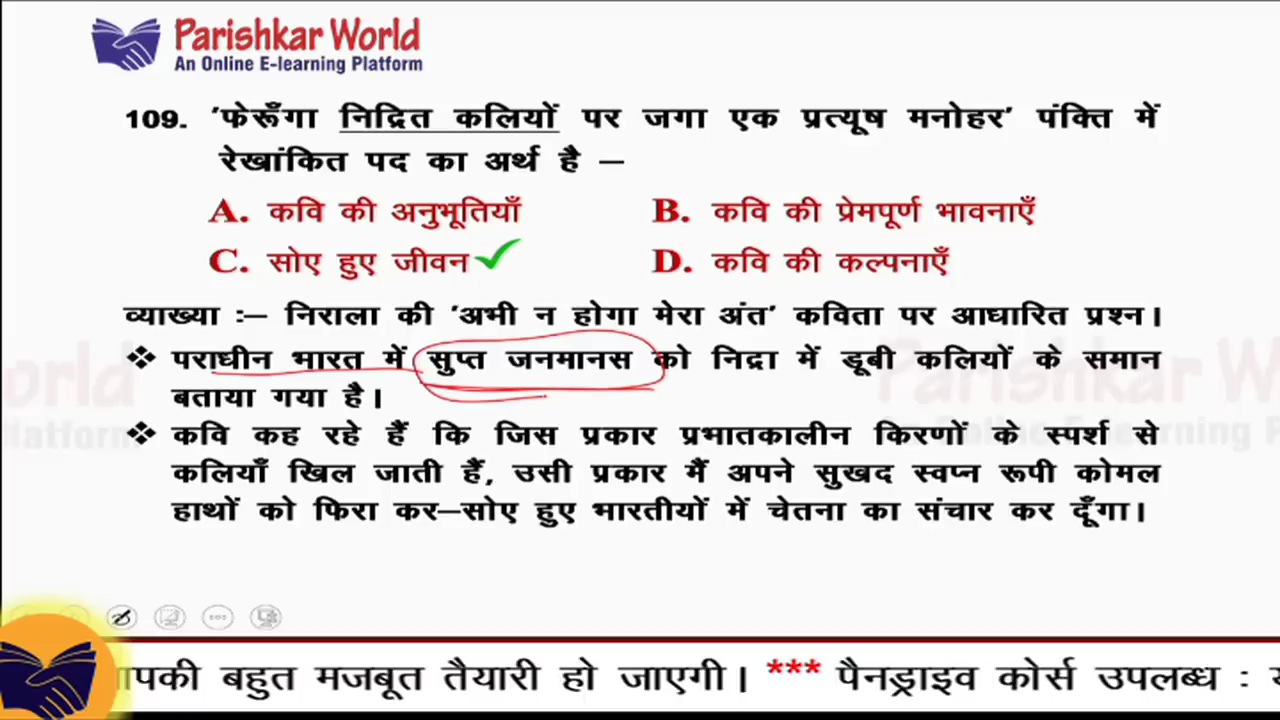 Parishkar World
An Online E-learning Platform
109. 'फेरूँगा निद्रित कलियों पर जगा एक प्रत्यूष मनोहर' पंक्ति में
रेखांकित पद का अर्थ है –
A. कवि की अनुभूतियाँ B. कवि की प्रेमपूर्ण भावनाएँ
C. सोए हुए जीवन D. कवि की कल्पनाएँ
व्याख्या :– निराला की 'अभी न होगा मेरा अंत' कविता पर आधारित प्रश्न।
❖ पराधीन भारत में सुप्त जनमानस को निद्रा में डूबी कलियों के समान
बताया गया है।
❖ कवि कह रहे हैं कि जिस प्रकार प्रभातकालीन किरणों के स्पर्श से
कलियाँ खिल जाती हैं, उसी प्रकार मैं अपने सुखद स्वप्न रूपी कोमल
हाथों को फिरा कर–सोए हुए भारतीयों में चेतना का संचार कर दूँगा।
आपकी बहुत मजबूत तैयारी हो जाएगी। *** पैनड्राइव कोर्स उपलब्ध :